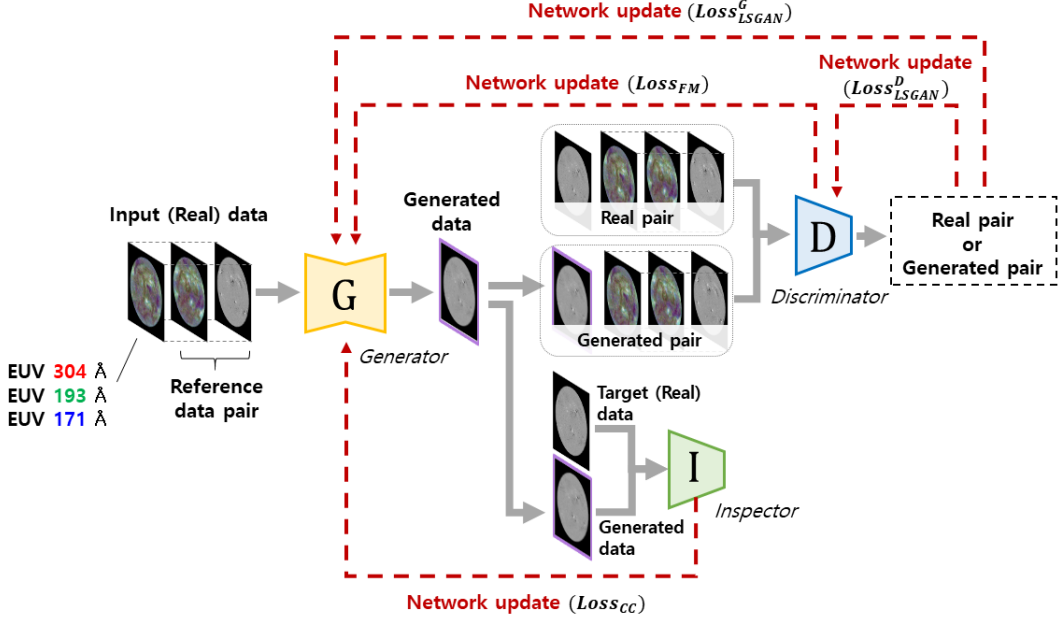 Network update (Loss^G_LSGAN)
Network update (Loss_FM)
Network update
(Loss^D_LSGAN)
Input (Real) data
Generated
data
Real pair
Generated pair
G
Generator
D
Discriminator
Real pair
or
Generated pair
EUV 304 Å
EUV 193 Å
EUV 171 Å
Reference
data pair
Target (Real)
data
I
Inspector
Generated
data
Network update (Loss_CC)